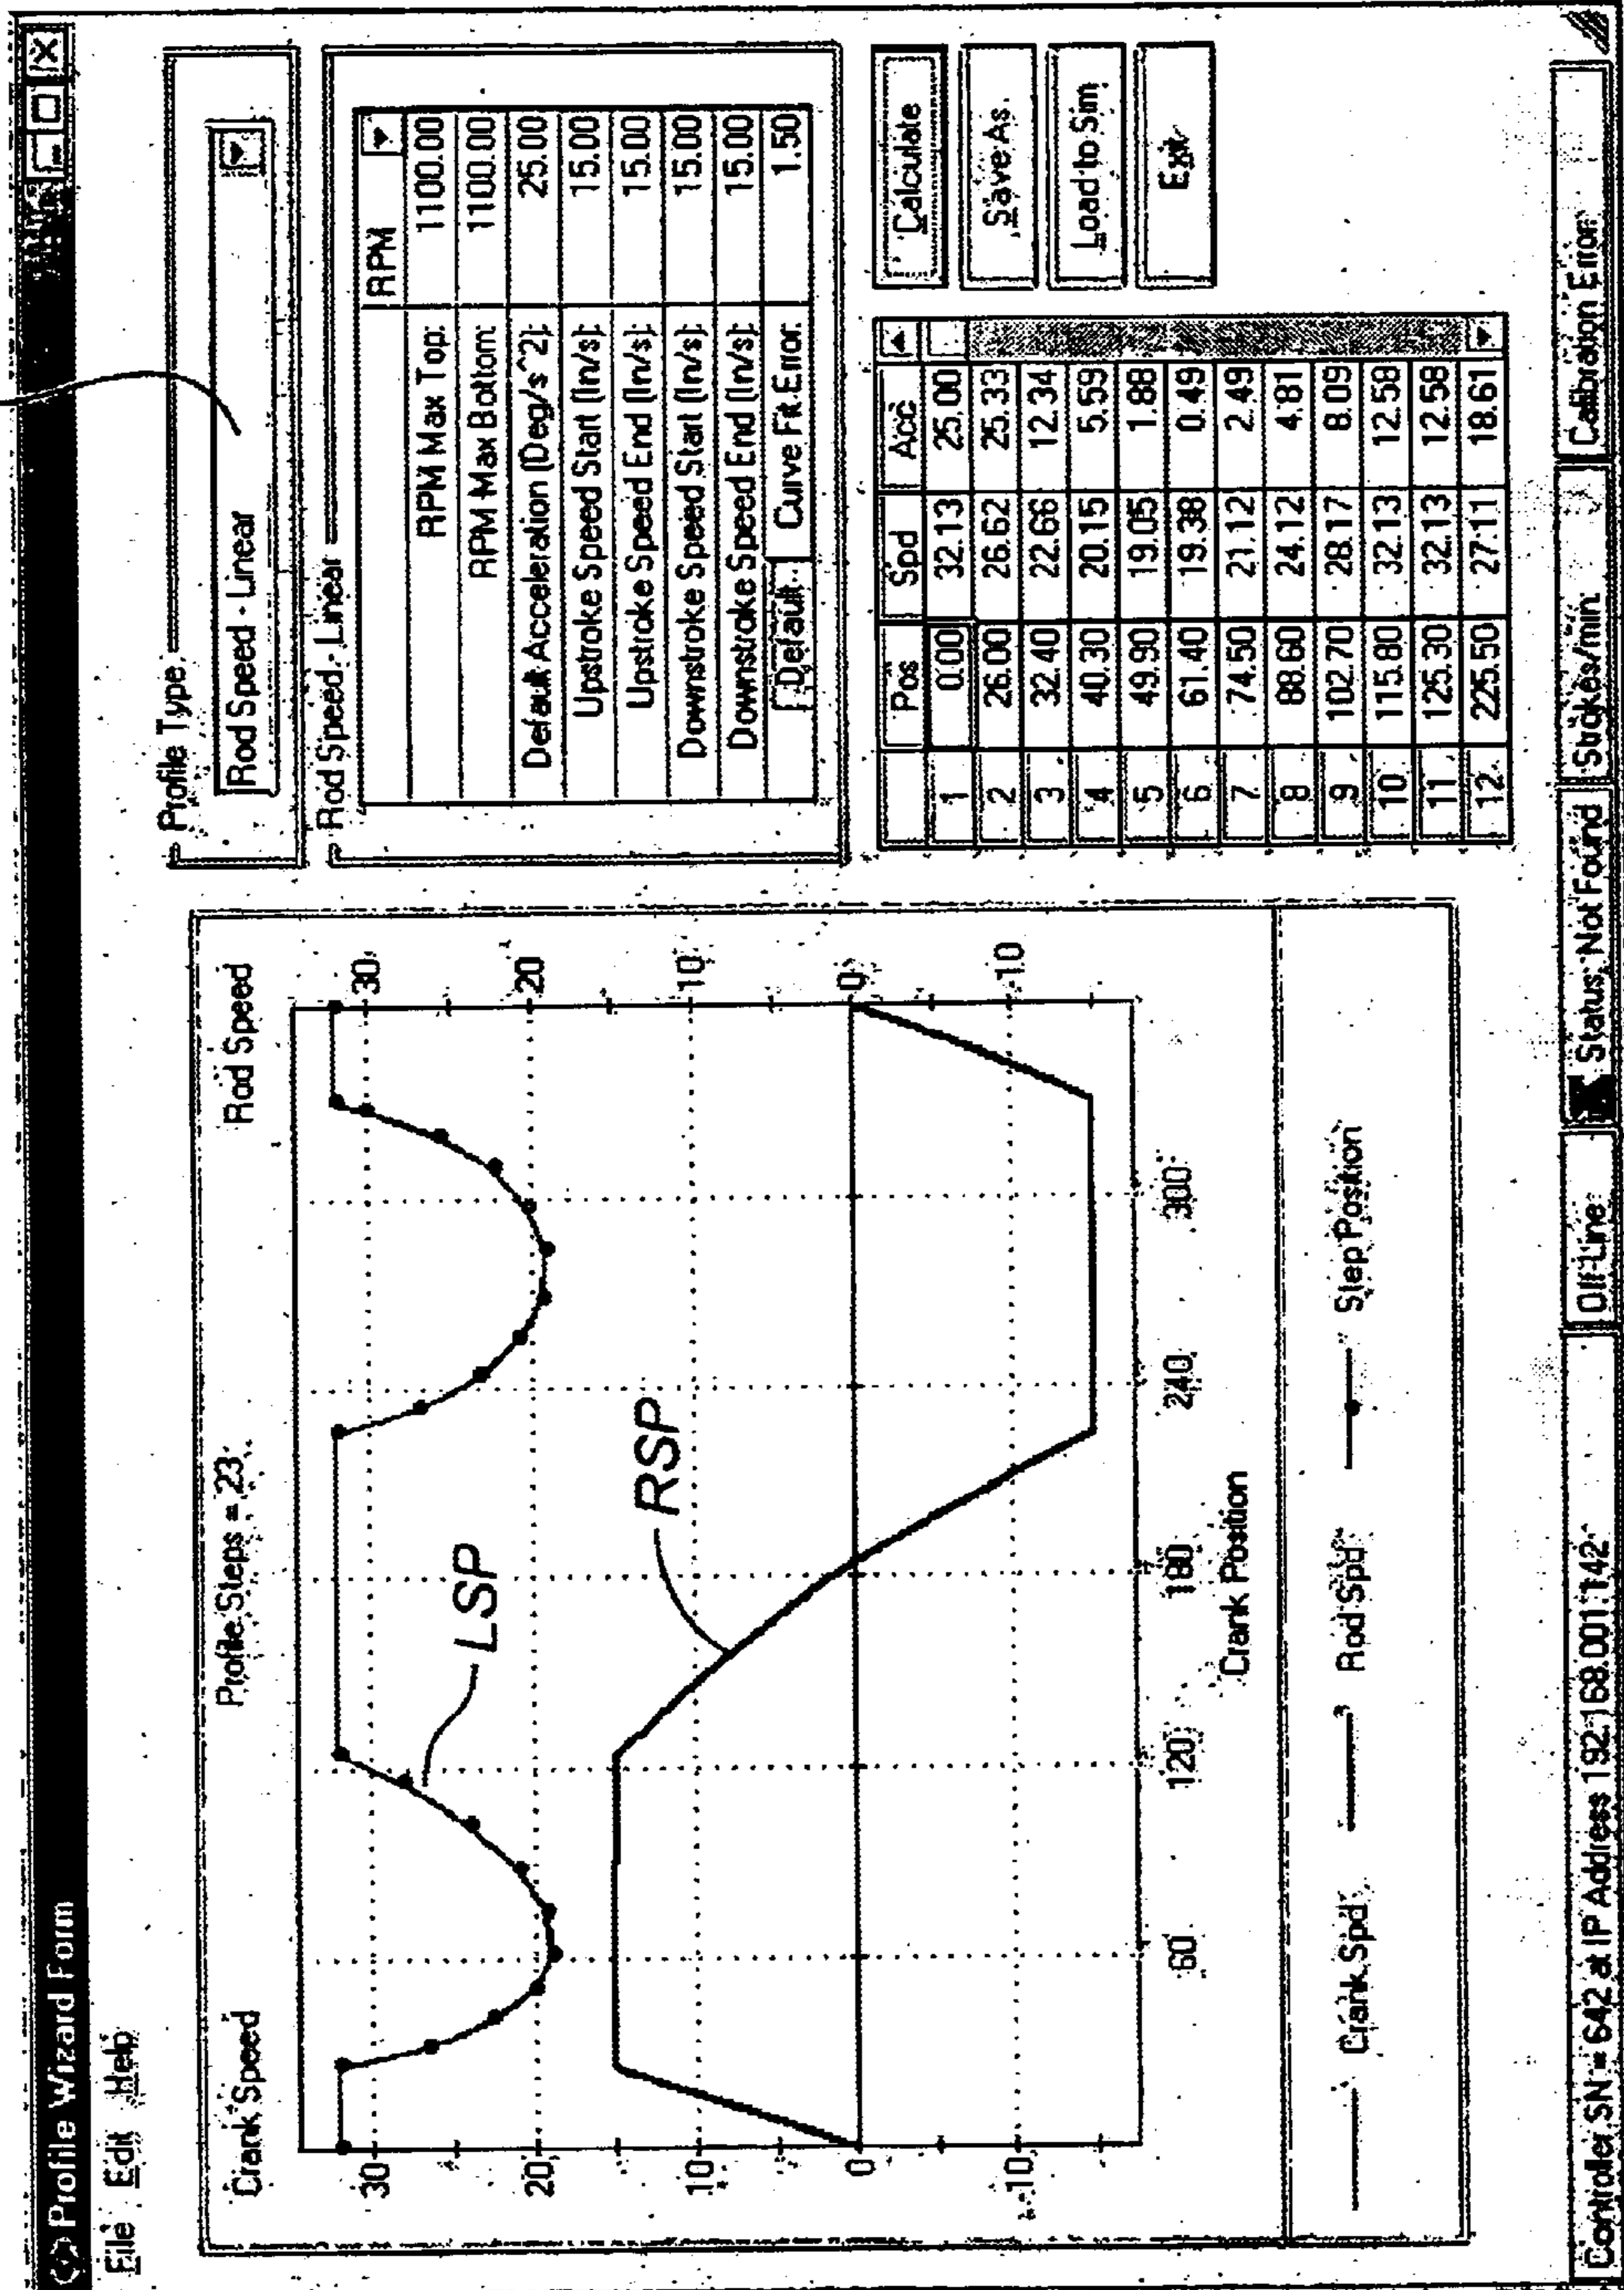 Profile Wizard Form
File Edit Help
Crank Speed
Profile Steps = 23
Rod Speed
30
20
10
0
-10
30
20
10
0
-10
LSP
RSP
60
120
180
240
300
Crank Position
Crank Spd
Rod Spd
Step Position
Profile Type
Rod Speed - Linear
Rod Speed - Linear
RPM
RPM Max Top: 1100.00
RPM Max Bottom: 1100.00
Default Acceleration (Deg/s^2): 25.00
Upstroke Speed Start (In/s): 15.00
Upstroke Speed End (In/s): 15.00
Downstroke Speed Start (In/s): 15.00
Downstroke Speed End (In/s): 15.00
Default Curve Fit Error: 1.50
Pos Spd Acc
1 0.00 32.13 25.00
2 26.00 26.62 25.33
3 32.40 22.66 12.34
4 40.30 20.15 5.59
5 49.90 19.05 1.88
6 61.40 19.38 0.49
7 74.50 21.12 2.49
8 88.60 24.12 4.81
9 102.70 28.17 8.09
10 115.80 32.13 12.58
11 125.30 32.13 12.58
12 225.50 27.11 18.61
Calculate
Save As
Load to Sim
Exit
Controller SN = 642 at IP Address 192.168.001.142
Off-Line
Status: Not Found
Strokes/min
Calibration Error